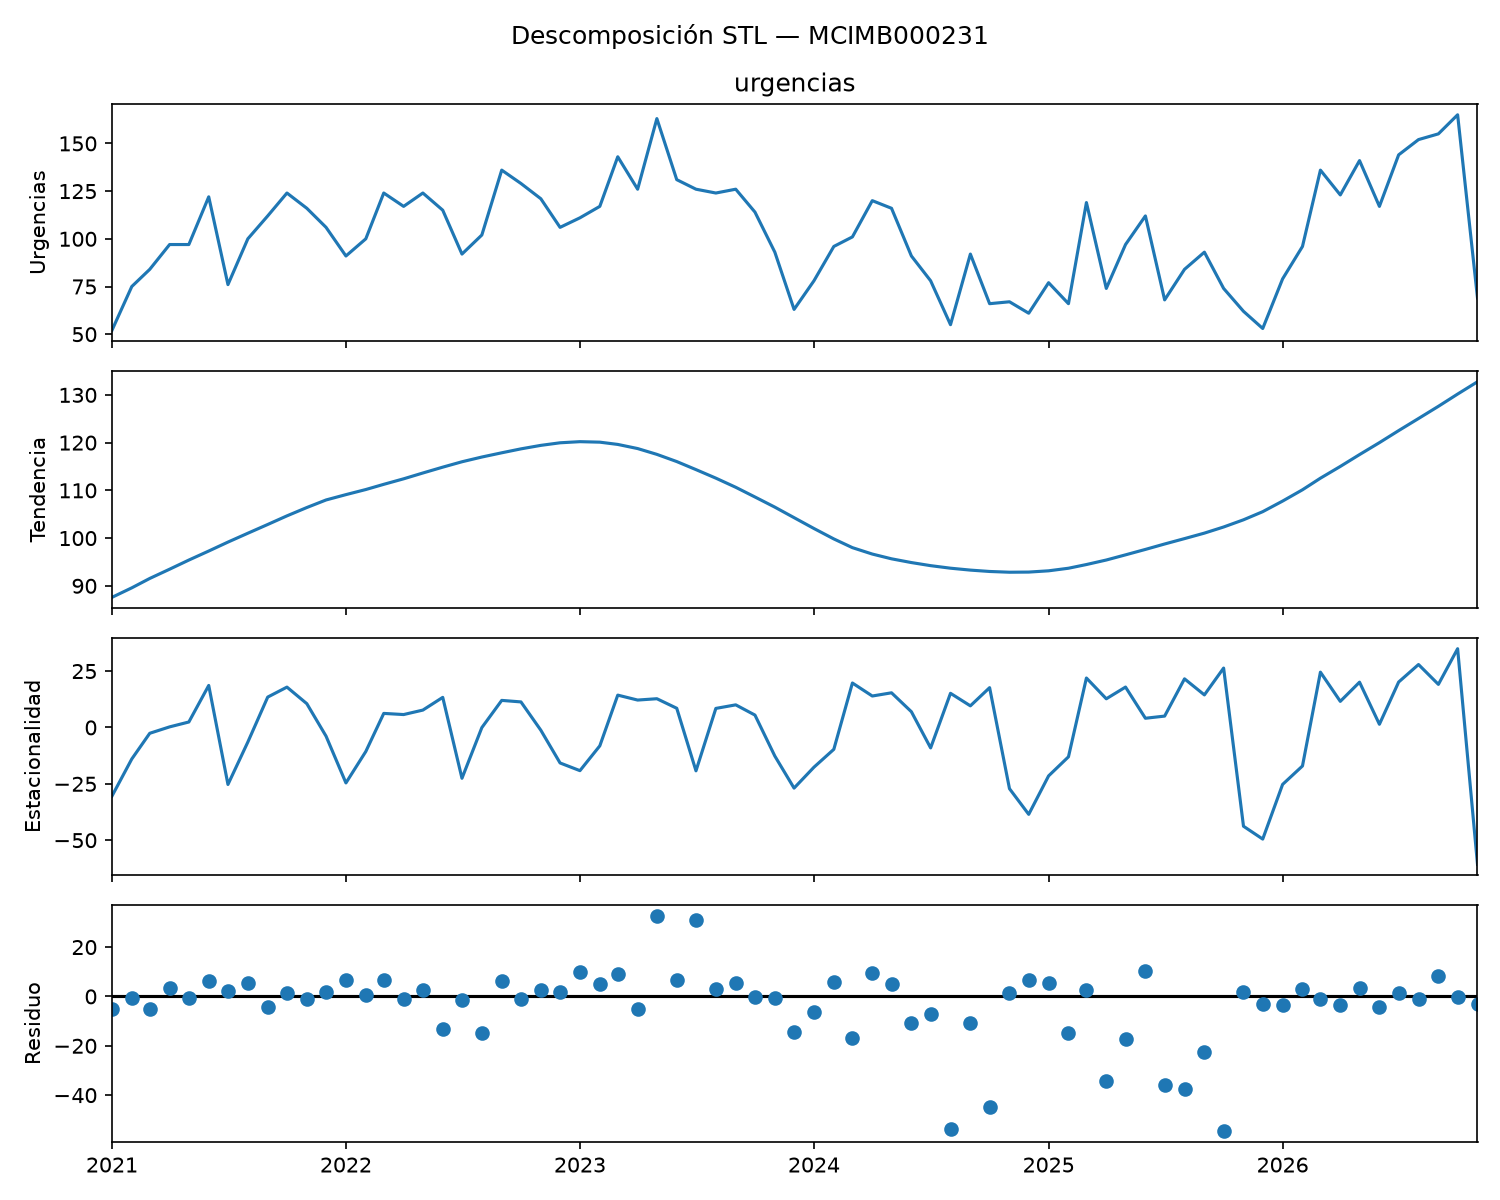 Descomposición STL — MCIMB000231
urgencias
Urgencias
150
125
100
75
50
Tendencia
130
120
110
100
90
Estacionalidad
25
0
−25
−50
Residuo
20
0
−20
−40
2021 2022 2023 2024 2025 2026